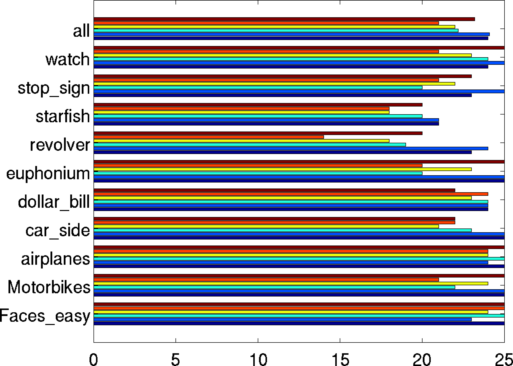 all
watch
stop_sign
starfish
revolver
euphonium
dollar_bill
car_side
airplanes
Motorbikes
Faces_easy
0 5 10 15 20 25